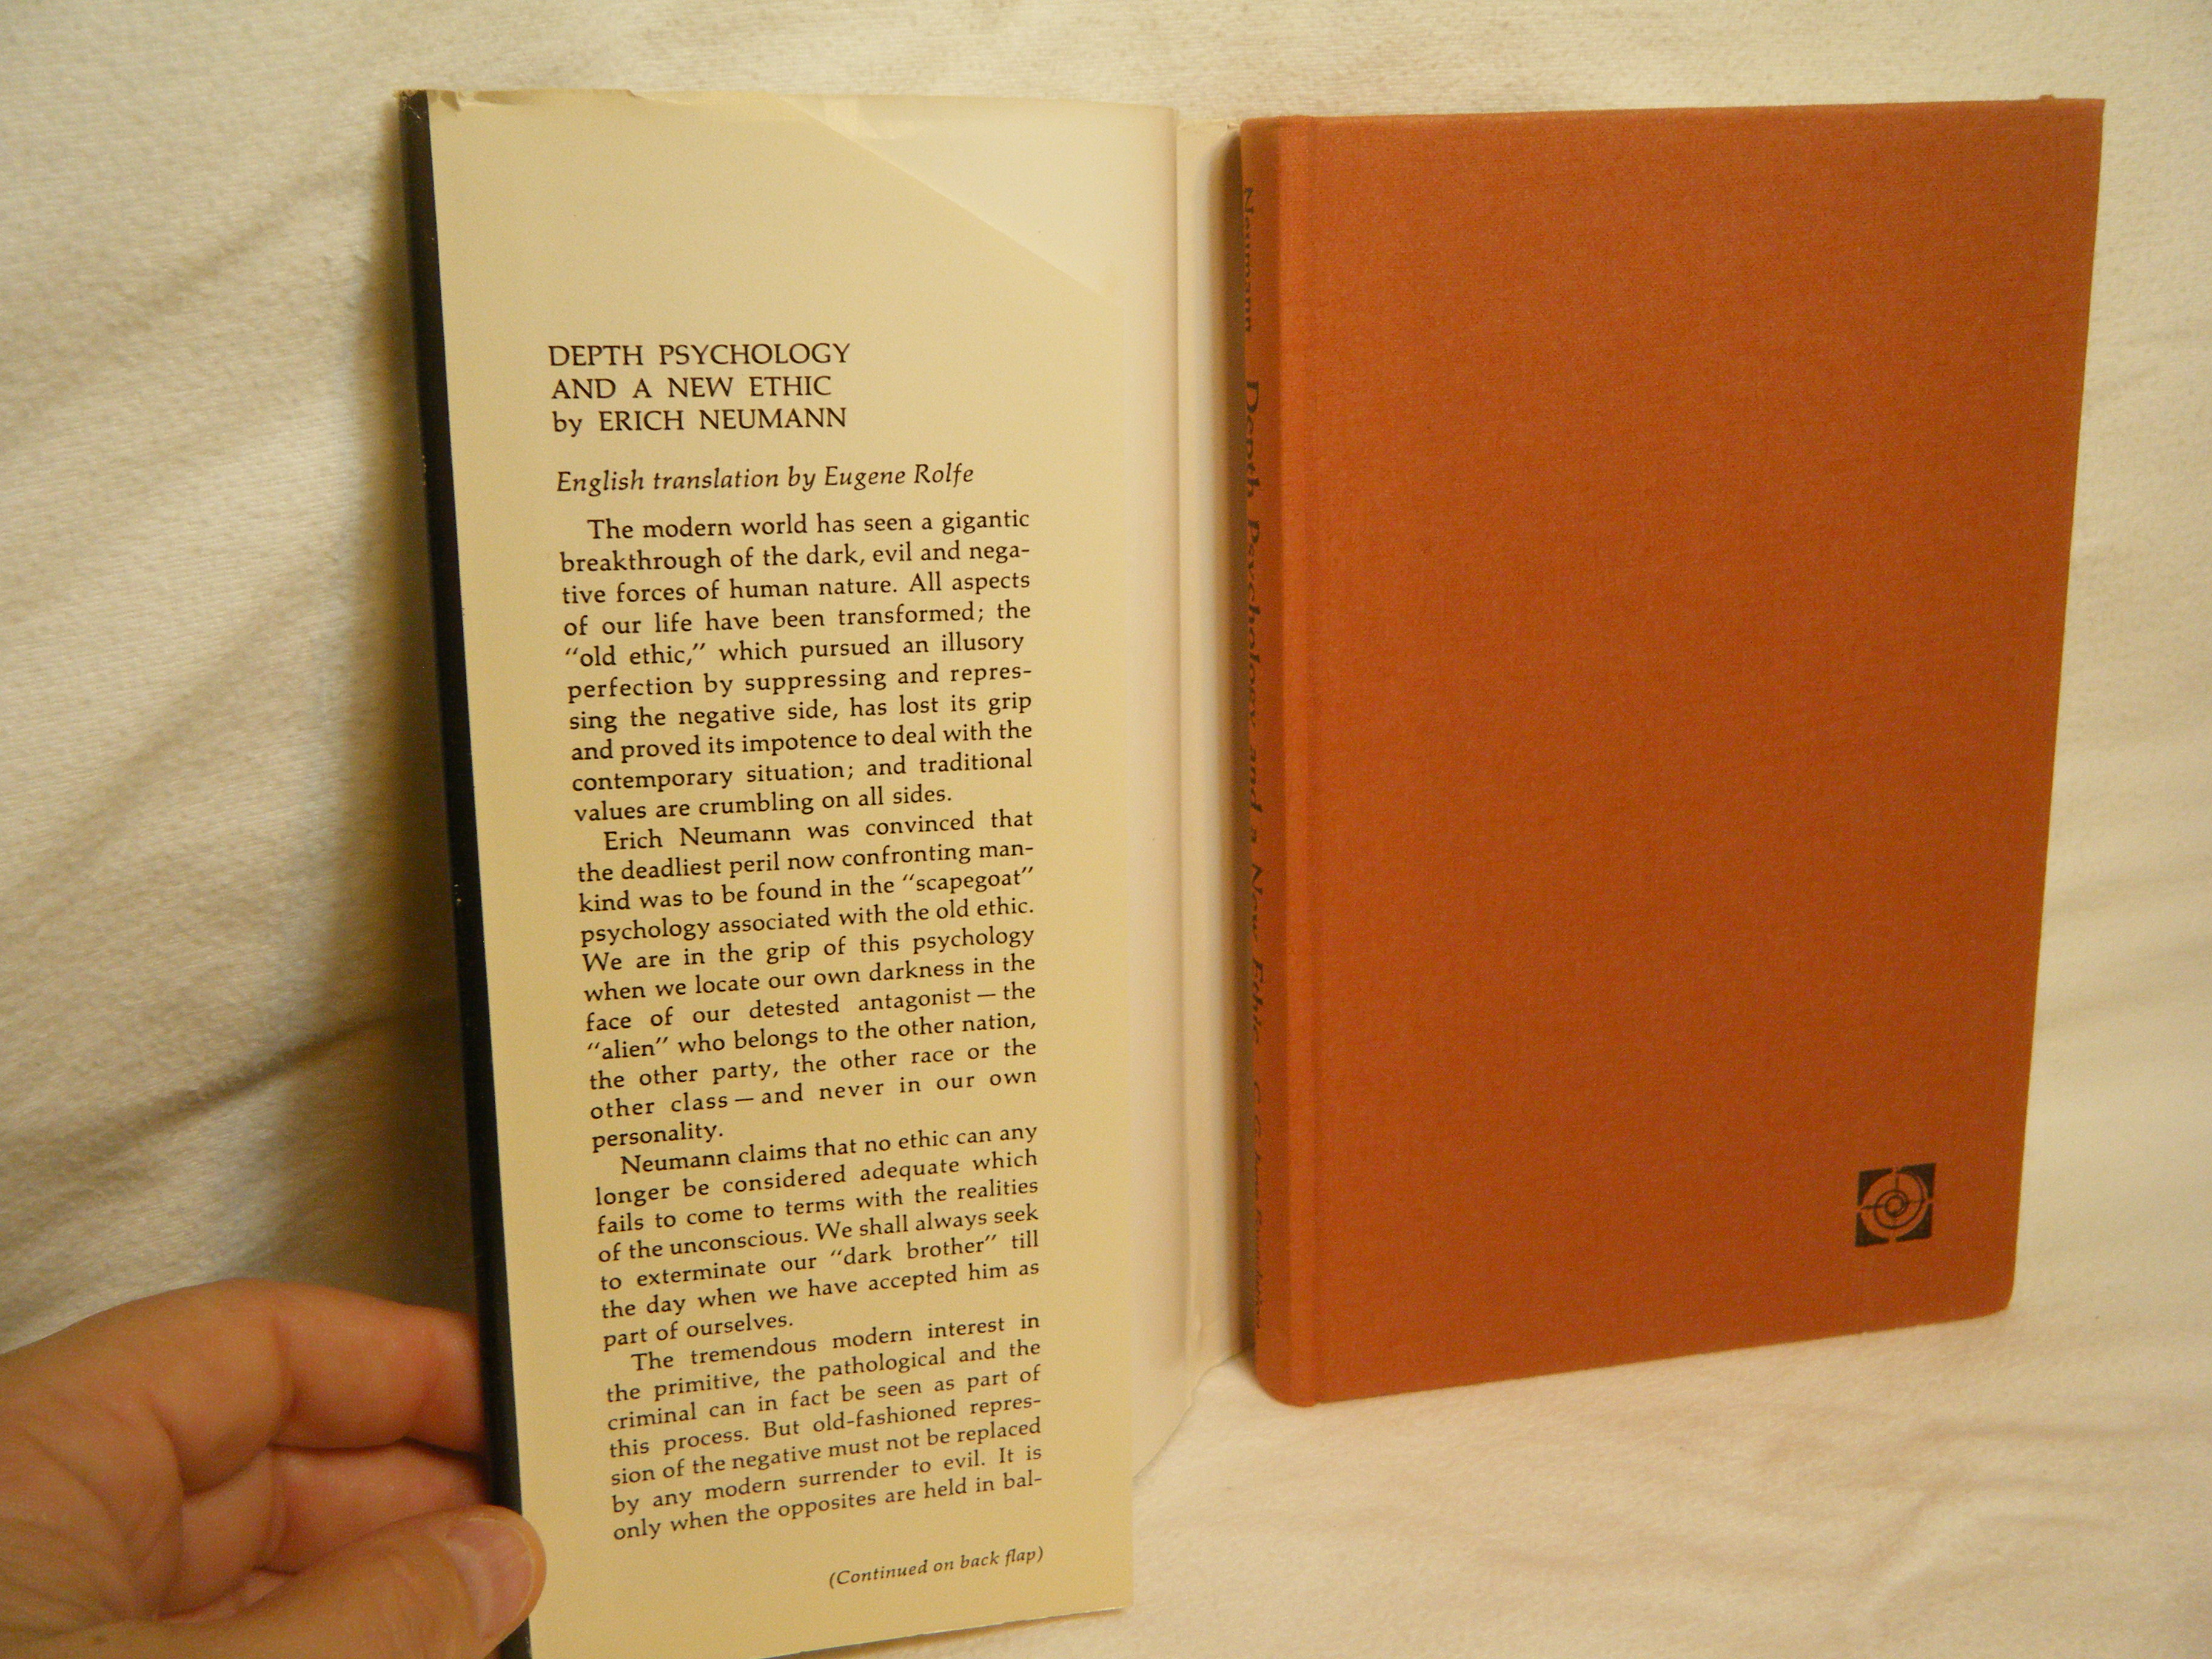 DEPTH PSYCHOLOGY
AND A NEW ETHIC
by ERICH NEUMANN
English translation by Eugene Rolfe
The modern world has seen a gigantic
breakthrough of the dark, evil and nega-
tive forces of human nature. All aspects
of our life have been transformed; the
“old ethic,” which pursued an illusory
perfection by suppressing and repres-
sing the negative side, has lost its grip
and proved its impotence to deal with the
contemporary situation; and traditional
values are crumbling on all sides.
Erich Neumann was convinced that
the deadliest peril now confronting man-
kind was to be found in the “scapegoat”
psychology associated with the old ethic.
We are in the grip of this psychology
when we locate our own darkness in the
face of our detested antagonist — the
“alien” who belongs to the other nation,
the other party, the other race or the
other class — and never in our own
personality.
Neumann claims that no ethic can any
longer be considered adequate which
fails to come to terms with the realities
of the unconscious. We shall always seek
to exterminate our “dark brother” till
the day when we have accepted him as
part of ourselves.
The tremendous modern interest in
the primitive, the pathological and the
criminal can in fact be seen as part of
this process. But old-fashioned repres-
sion of the negative must not be replaced
by any modern surrender to evil. It is
only when the opposites are held in bal-
(Continued on back flap)
Neumann Depth Psychology and a New Ethic